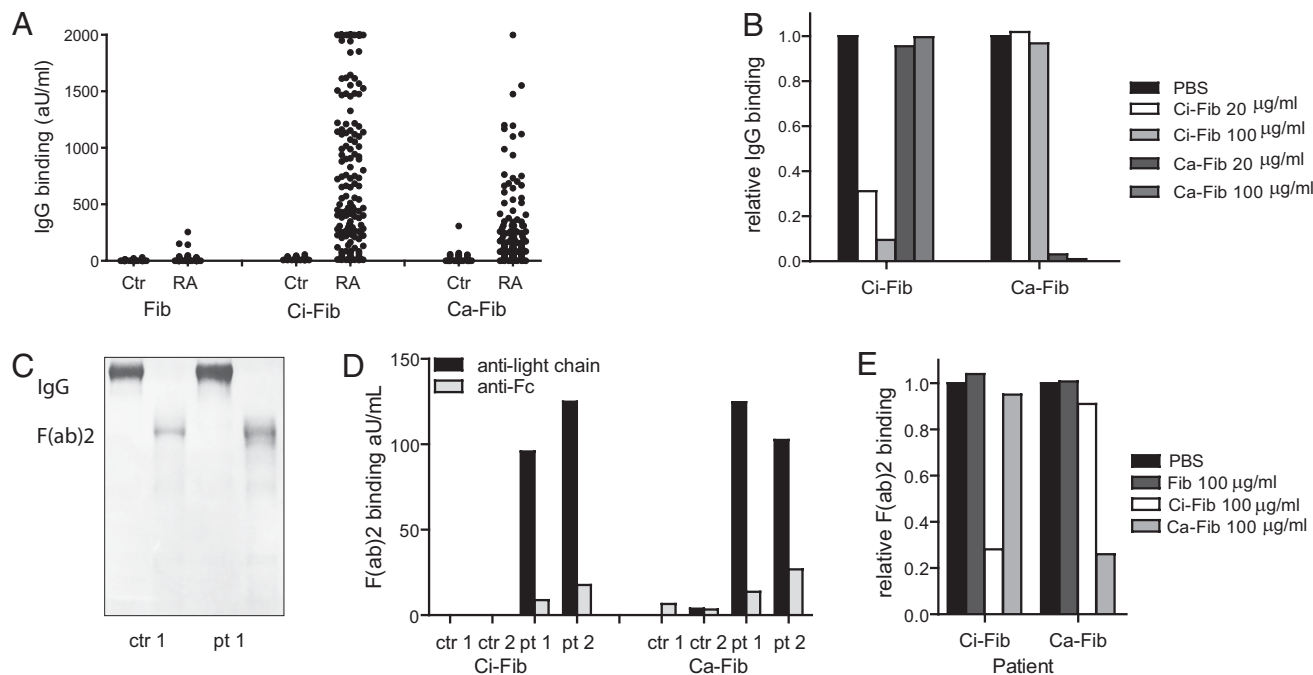 A
IgG binding (aU/ml)
2000
1500
1000
500
0
Ctr RA Ctr RA Ctr RA
Fib Ci-Fib Ca-Fib
B
relative IgG binding
1.0
0.8
0.6
0.4
0.2
0.0
Ci-Fib Ca-Fib
PBS
Ci-Fib 20 µg/ml
Ci-Fib 100 µg/ml
Ca-Fib 20 µg/ml
Ca-Fib 100 µg/ml
C
IgG
F(ab)2
ctr 1 pt 1
D
F(ab)2 binding aU/mL
150
100
50
0
anti-light chain
anti-Fc
ctr 1 ctr 2 pt 1 pt 2 ctr 1 ctr 2 pt 1 pt 2
Ci-Fib Ca-Fib
E
relative F(ab)2 binding
1.0
0.8
0.6
0.4
0.2
0.0
Ci-Fib Ca-Fib
Patient
PBS
Fib 100 µg/ml
Ci-Fib 100 µg/ml
Ca-Fib 100 µg/ml